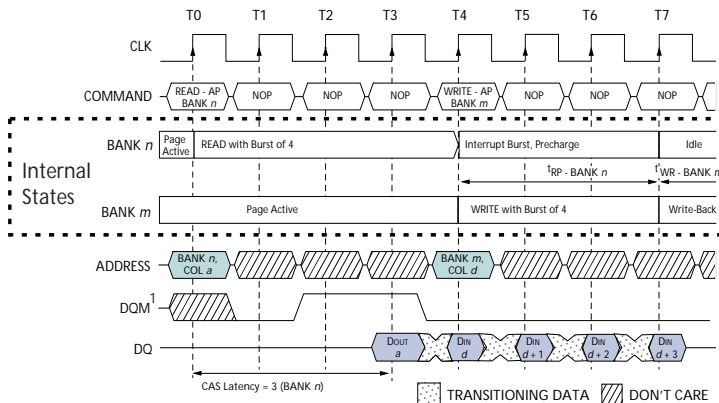 T0 T1 T2 T3 T4 T5 T6 T7
CLK
COMMAND READ - AP BANK n NOP NOP NOP WRITE - AP BANK m NOP NOP NOP
Internal States
BANK n Page Active READ with Burst of 4 Interrupt Burst, Precharge Idle
tRP - BANK n tWR - BANK m
BANK m Page Active WRITE with Burst of 4 Write-Back
ADDRESS BANK n, COL a BANK m, COL d
DQM1
DQ DOUT a DIN d DIN d + 1 DIN d + 2 DIN d + 3
CAS Latency = 3 (BANK n)
TRANSITIONING DATA DON'T CARE